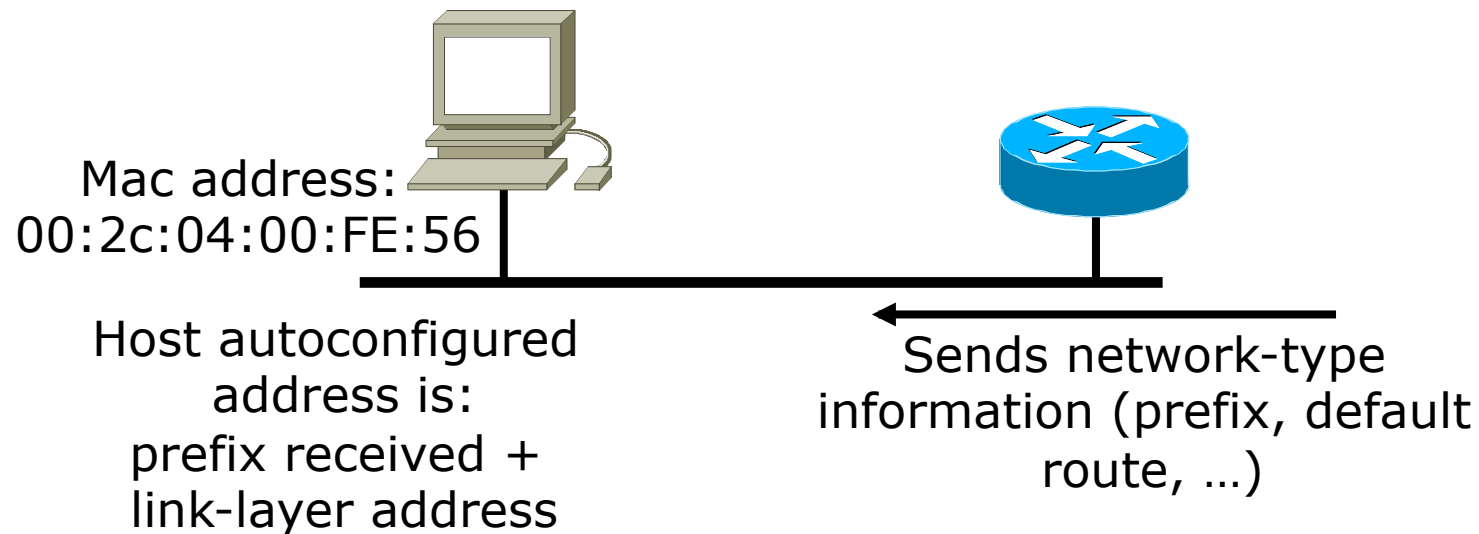 Mac address:
00:2c:04:00:FE:56
Host autoconfigured
address is:
prefix received +
link-layer address
Sends network-type
information (prefix, default
route, …)